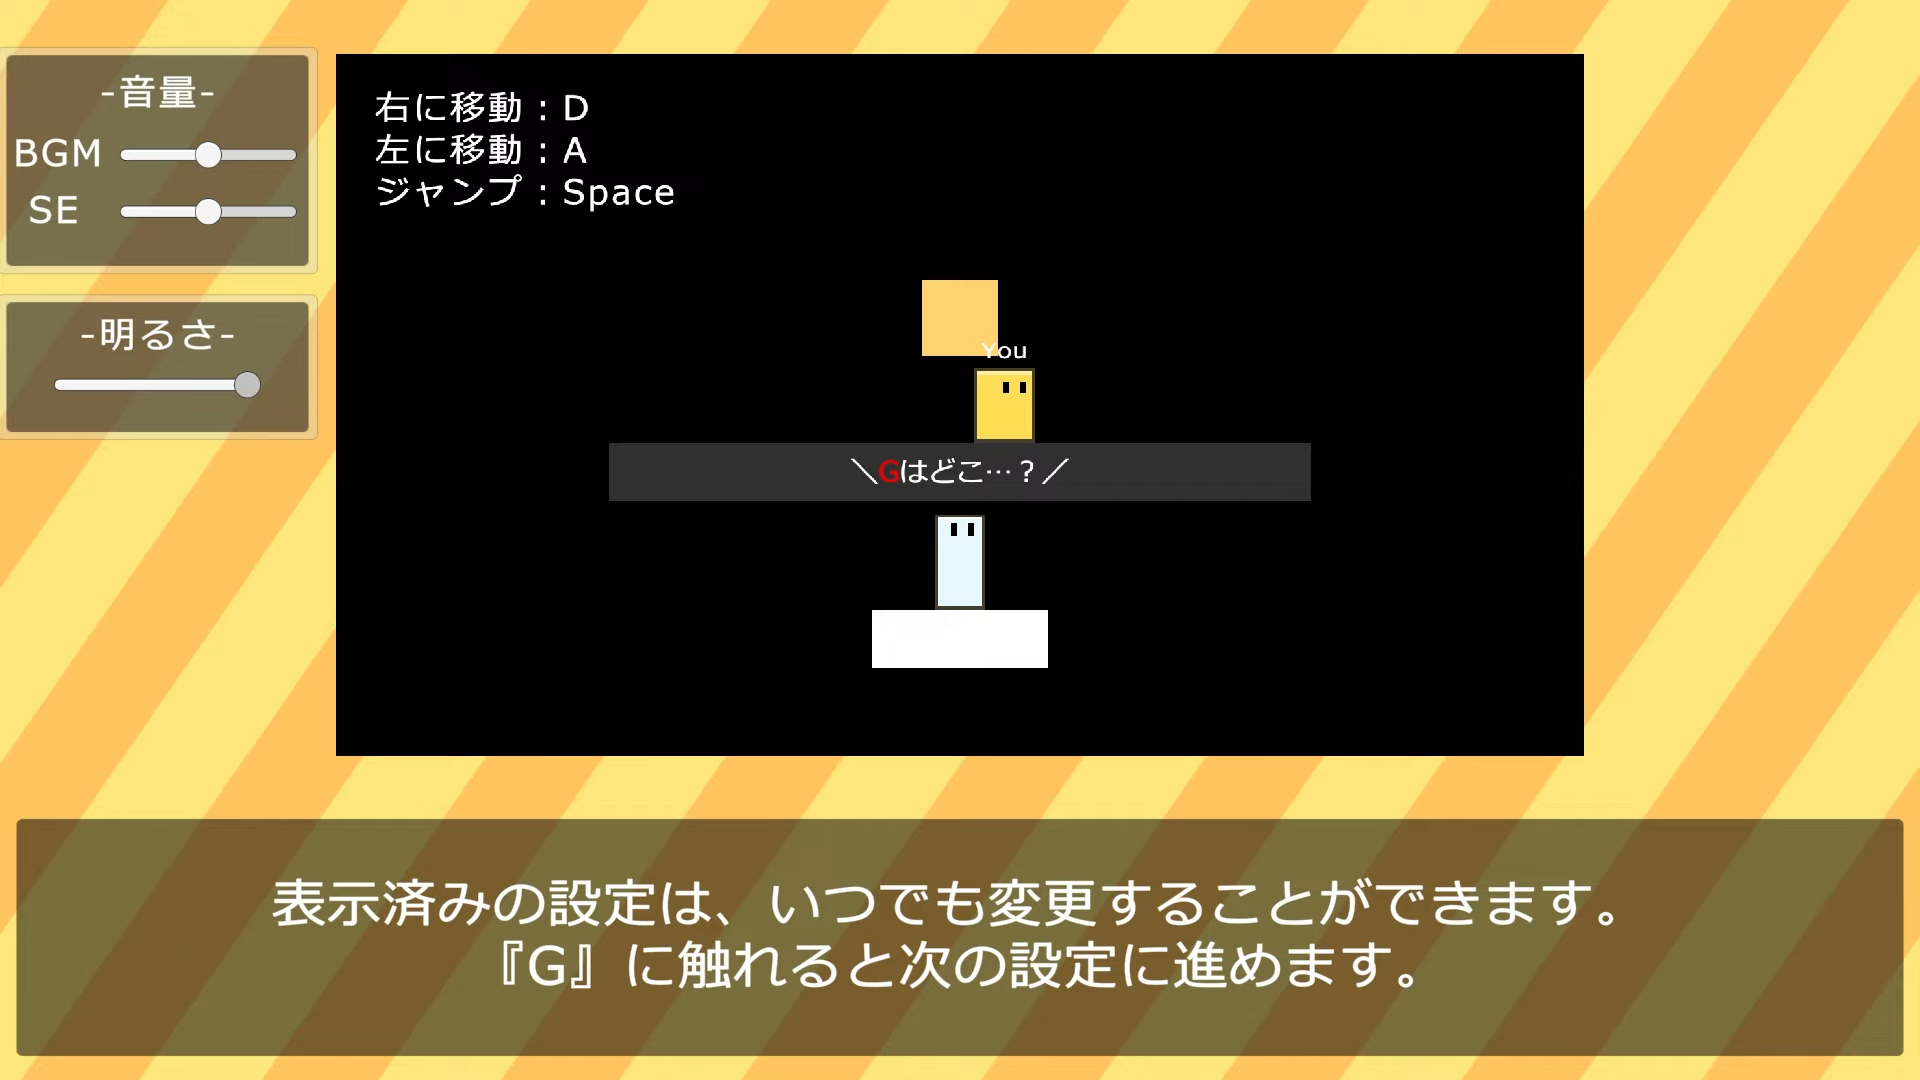 -音量-
BGM
SE
-明るさ-
右に移動：D
左に移動：A
ジャンプ：Space
You
＼Gはどこ…？／
表示済みの設定は、いつでも変更することができます。
『G』に触れると次の設定に進めます。